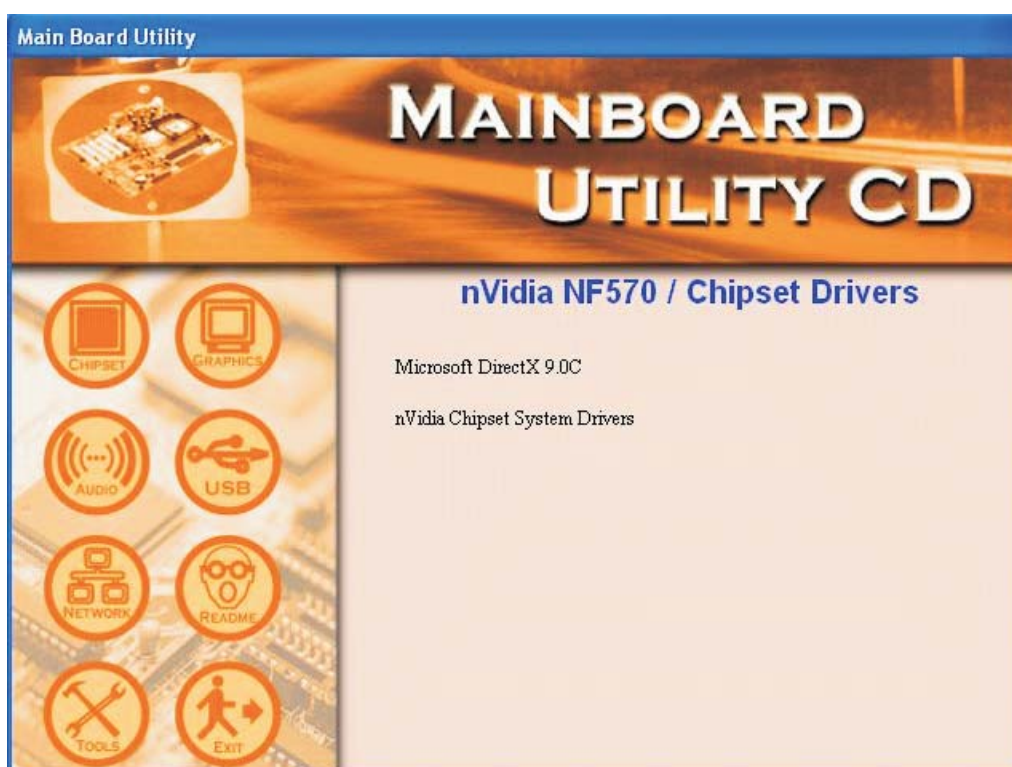 Main Board Utility
MAINBOARD
UTILITY CD
nVidia NF570 / Chipset Drivers
Microsoft DirectX 9.0C
nVidia Chipset System Drivers
CHIPSET
GRAPHICS
AUDIO
USB
NETWORK
README
TOOLS
EXIT